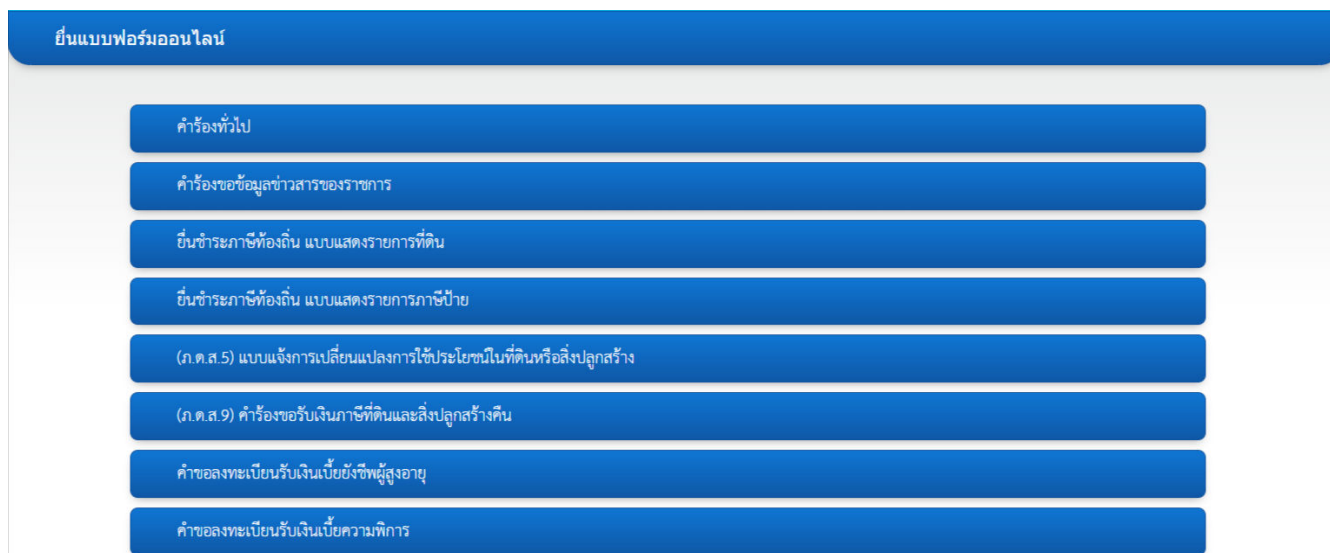 ยื่นแบบฟอร์มออนไลน์
คำร้องทั่วไป
คำร้องขอข้อมูลข่าวสารของราชการ
ยื่นชำระภาษีท้องถิ่น แบบแสดงรายการที่ดิน
ยื่นชำระภาษีท้องถิ่น แบบแสดงรายการภาษีป้าย
(ภ.ด.ส.5) แบบแจ้งการเปลี่ยนแปลงการใช้ประโยชน์ในที่ดินหรือสิ่งปลูกสร้าง
(ภ.ด.ส.9) คำร้องขอรับเงินภาษีที่ดินและสิ่งปลูกสร้างคืน
คำขอลงทะเบียนรับเงินเบี้ยยังชีพผู้สูงอายุ
คำขอลงทะเบียนรับเงินเบี้ยความพิการ